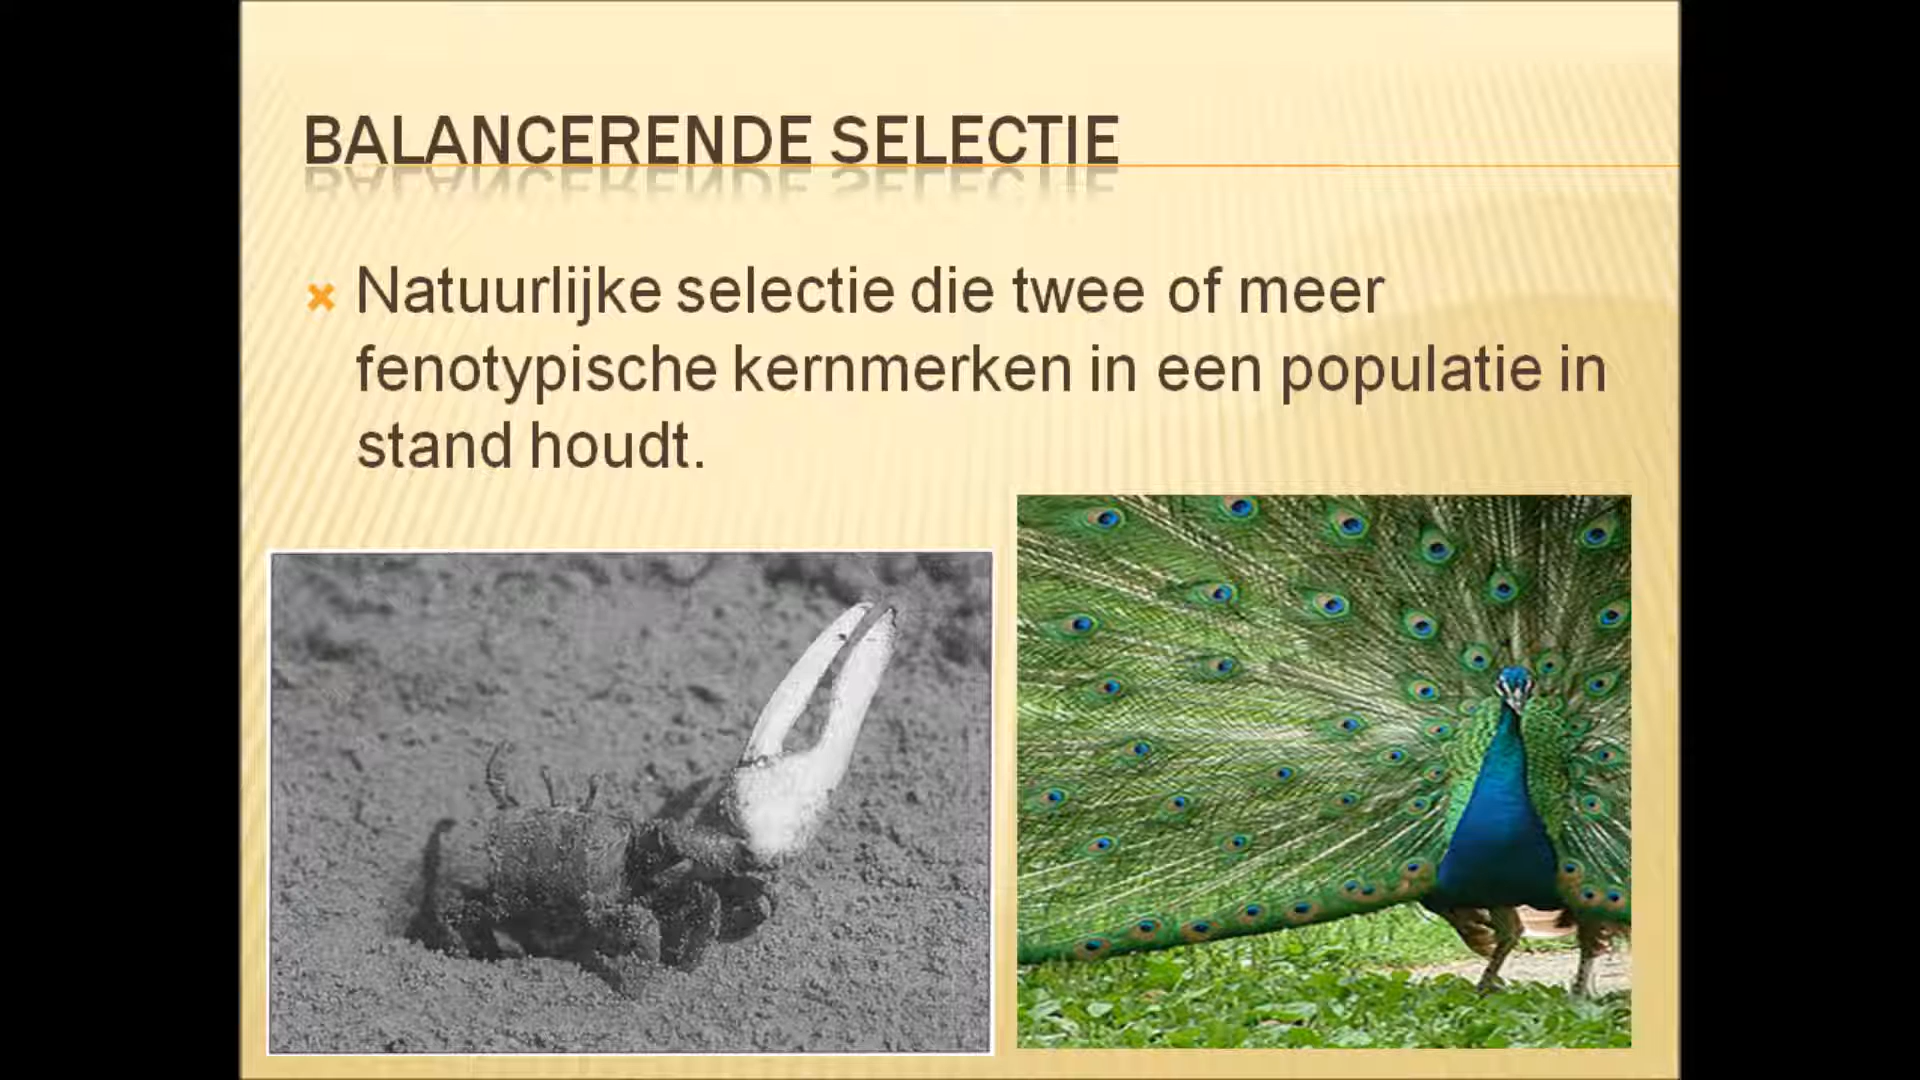 BALANCERENDE SELECTIE
Natuurlijke selectie die twee of meer
fenotypische kernmerken in een populatie in
stand houdt.